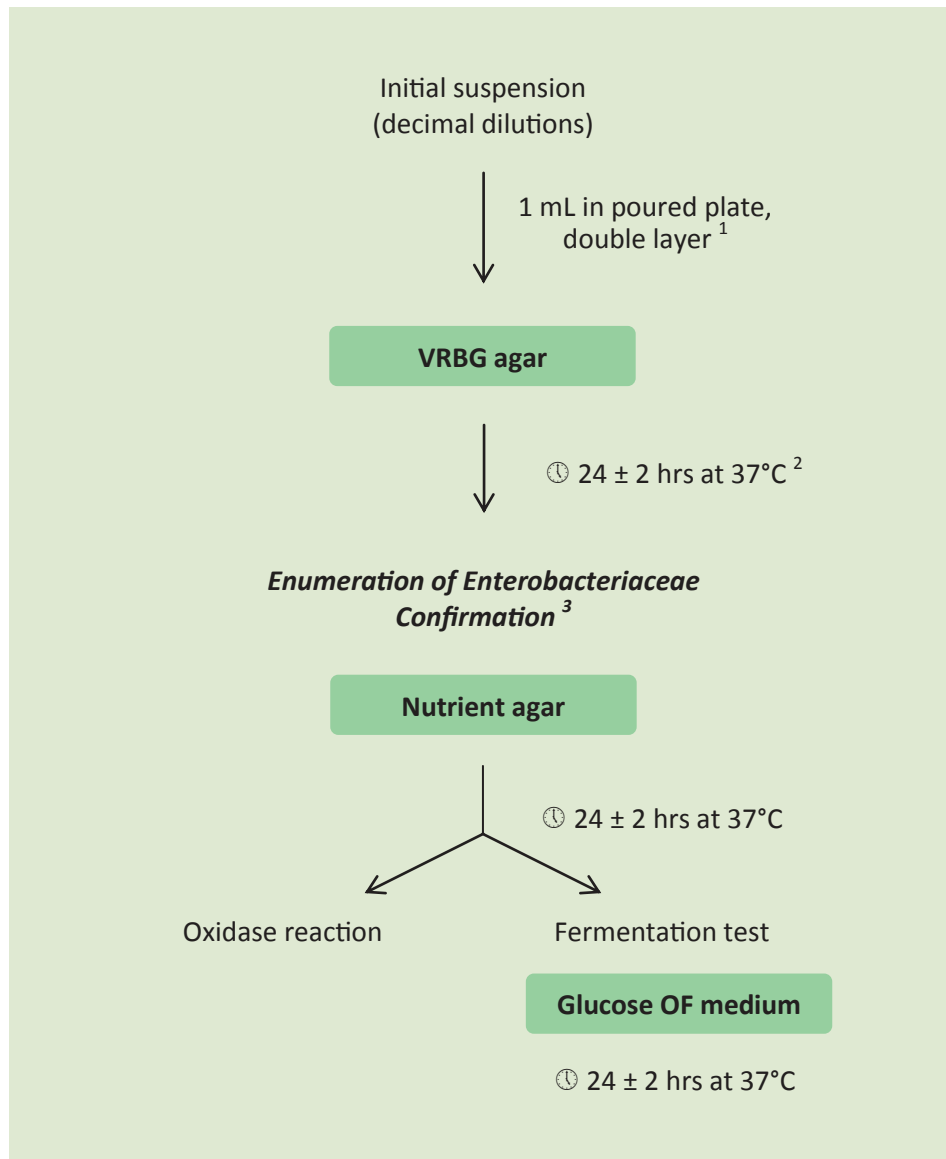 Initial suspension
(decimal dilutions)
1 mL in poured plate,
double layer 1
VRBG agar
24 ± 2 hrs at 37°C 2
Enumeration of Enterobacteriaceae
Confirmation 3
Nutrient agar
24 ± 2 hrs at 37°C
Oxidase reaction
Fermentation test
Glucose OF medium
24 ± 2 hrs at 37°C